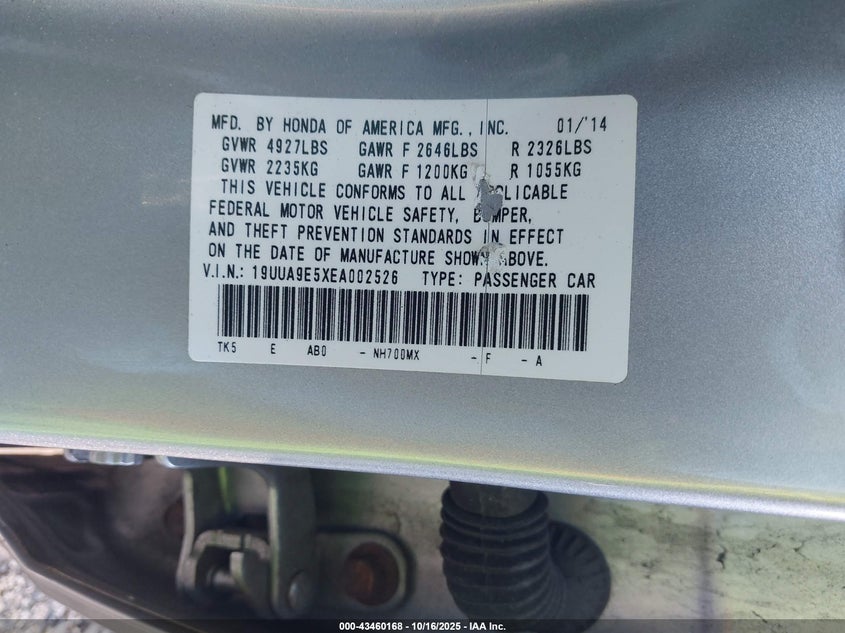 MFD. BY HONDA OF AMERICA MFG., INC. 01/'14
GVWR 4927LBS GAWR F 2646LBS R 2326LBS
GVWR 2235KG GAWR F 1200KG R 1055KG
THIS VEHICLE CONFORMS TO ALL
FEDERAL MOTOR VEHICLE SAFETY,
AND THEFT PREVENTION STANDARDS IN EFFECT
ON THE DATE OF MANUFACTURE SHOWN ABOVE.
V.I.N.: 19UUA9E5XEA002526 TYPE: PASSENGER CAR
TK5 E AB0 - NH700MX - F - A
000-43460168 - 10/16/2025 - IAA Inc.